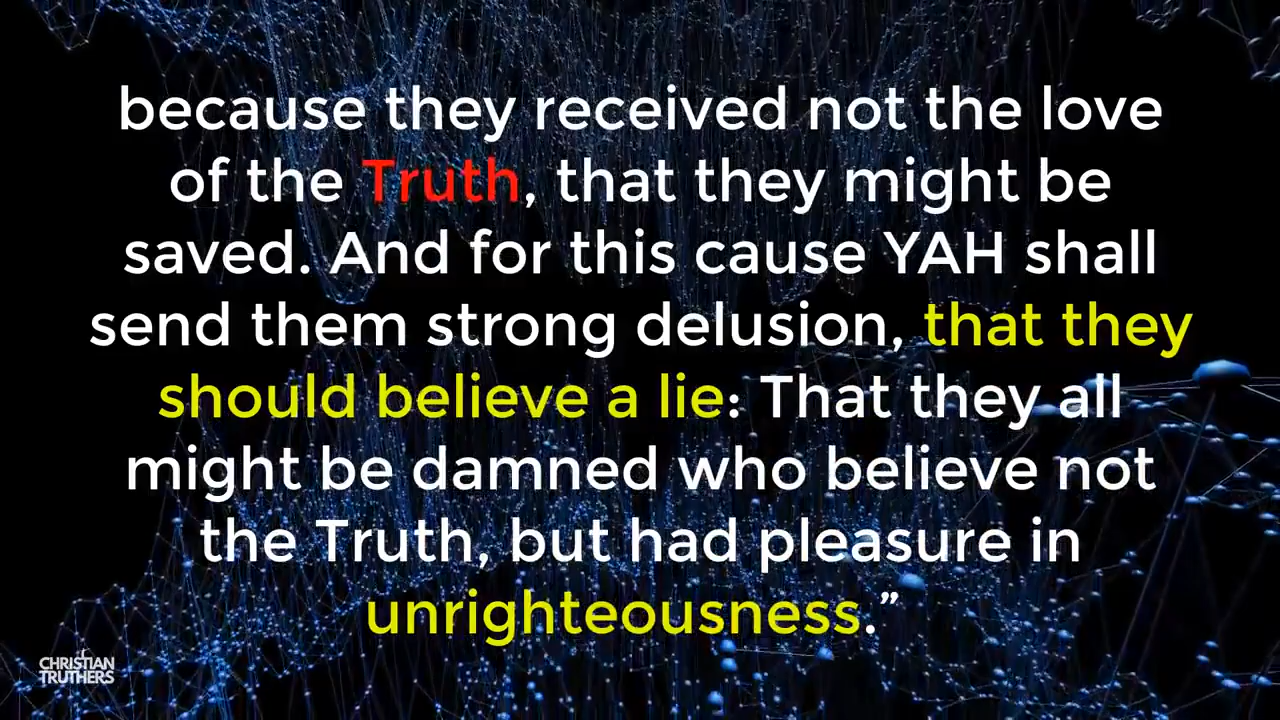 because they received not the love
of the Truth, that they might be
saved. And for this cause YAH shall
send them strong delusion, that they
should believe a lie: That they all
might be damned who believe not
the Truth, but had pleasure in
unrighteousness.”
CHRISTIAN
TRUTHERS